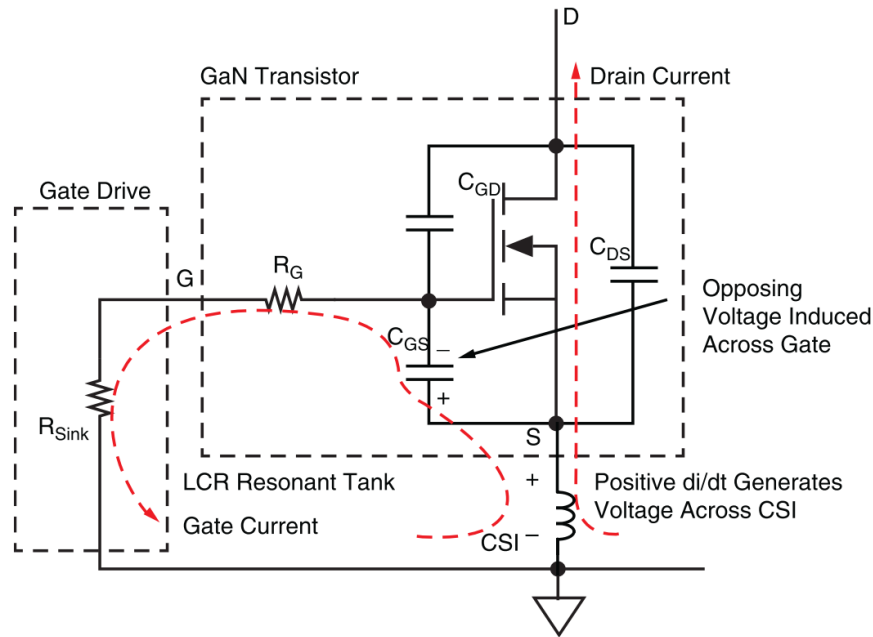 D
GaN Transistor
Drain Current
Gate Drive
C_GD
G
R_G
C_DS
Opposing
Voltage Induced
Across Gate
C_GS
−
+
R_Sink
S
LCR Resonant Tank
Gate Current
+
Positive di/dt Generates
Voltage Across CSI
CSI
−